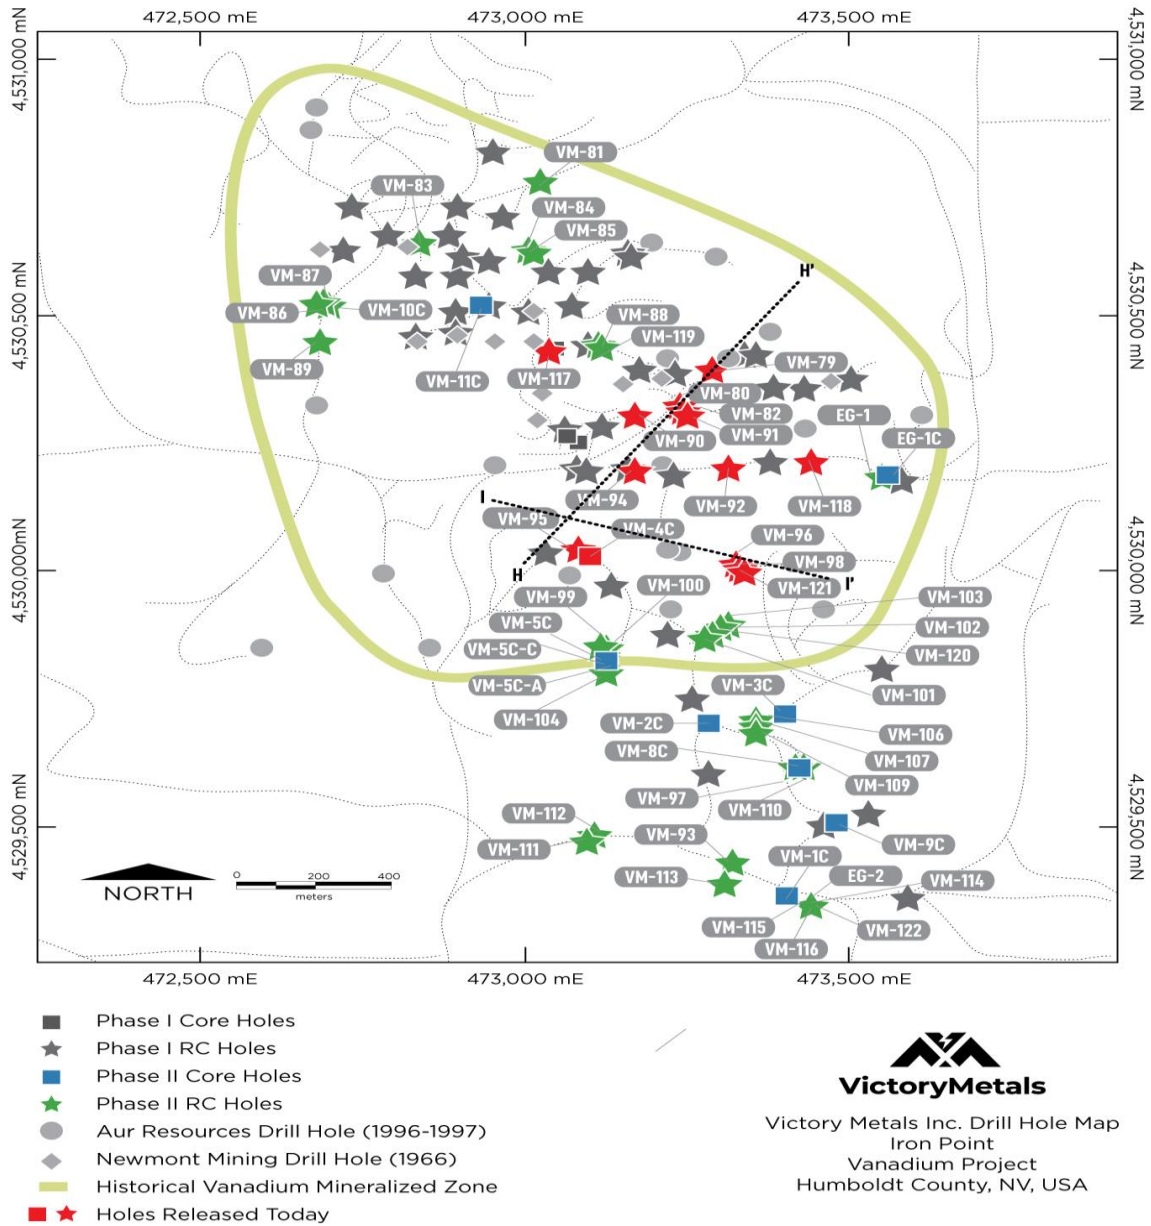 472,500 mE
473,000 mE
473,500 mE
4,531,000 mN
4,531,000 mN
VM-81
VM-83
VM-84
VM-85
H'
VM-87
VM-86
VM-10C
VM-88
4,530,500 mN
4,530,500 mN
VM-119
VM-89
VM-11C
VM-117
VM-79
VM-80
VM-82
EG-1
VM-90
VM-91
EG-1C
VM-94
VM-92
VM-118
I
VM-95
VM-4C
VM-96
VM-98
H
VM-121
I'
4,530,000 mN
4,530,000 mN
VM-100
VM-99
VM-103
VM-5C
VM-102
VM-5C-C
VM-120
VM-5C-A
VM-3C
VM-101
VM-104
VM-2C
VM-106
VM-8C
VM-107
VM-109
VM-97
VM-110
VM-112
VM-93
4,529,500 mN
4,529,500 mN
VM-111
VM-1C
VM-9C
VM-113
EG-2
VM-114
NORTH
0 200 400
meters
VM-115
VM-122
VM-116
472,500 mE
473,000 mE
473,500 mE
Phase I Core Holes
Phase I RC Holes
Phase II Core Holes
Phase II RC Holes
Aur Resources Drill Hole (1996-1997)
Newmont Mining Drill Hole (1966)
Historical Vanadium Mineralized Zone
Holes Released Today
VictoryMetals
Victory Metals Inc. Drill Hole Map
Iron Point
Vanadium Project
Humboldt County, NV, USA